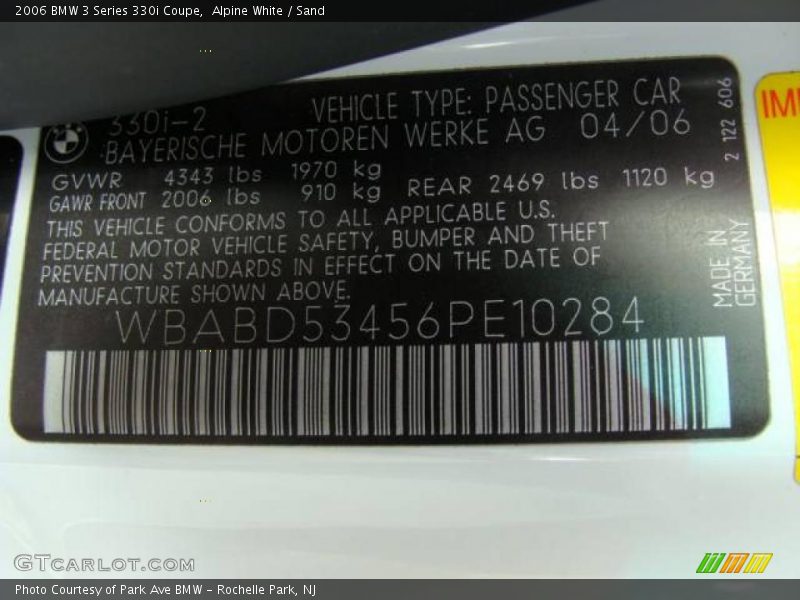 2006 BMW 3 Series 330i Coupe,  Alpine White / Sand
330i-2
VEHICLE TYPE: PASSENGER CAR
BAYERISCHE MOTOREN WERKE AG 04/06
GVWR 4343 lbs 1970 kg
GAWR FRONT 2006 lbs 910 kg REAR 2469 lbs 1120 kg
THIS VEHICLE CONFORMS TO ALL APPLICABLE U.S.
FEDERAL MOTOR VEHICLE SAFETY, BUMPER AND THEFT
PREVENTION STANDARDS IN EFFECT ON THE DATE OF
MANUFACTURE SHOWN ABOVE.
WBABD53456PE10284
2 122 606
MADE IN
GERMANY
GTCARLOT.COM
Photo Courtesy of Park Ave BMW - Rochelle Park, NJ